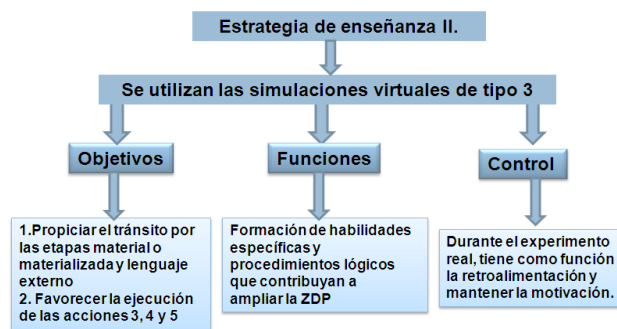 Estrategia de enseñanza II.
Se utilizan las simulaciones virtuales de tipo 3
Objetivos
Funciones
Control
1.Propiciar el tránsito por
las etapas material o
materializada y lenguaje
externo
2. Favorecer la ejecución
de las acciones 3, 4 y 5
Formación de habilidades
específicas y
procedimientos lógicos
que contribuyan a
ampliar la ZDP
Durante el experimento
real, tiene como función
la retroalimentación y
mantener la motivación.